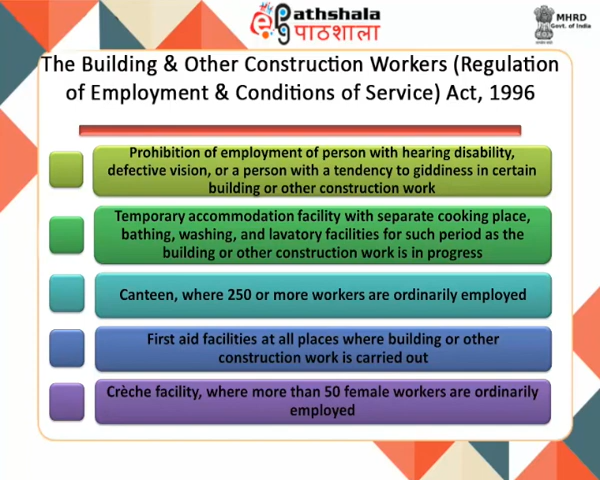 My
e Pathshala
पाठशाला
MHRD
Govt. of India
The Building & Other Construction Workers (Regulation
of Employment & Conditions of Service) Act, 1996
Prohibition of employment of person with hearing disability,
defective vision, or a person with a tendency to giddiness in certain
building or other construction work
Temporary accommodation facility with separate cooking place,
bathing, washing, and lavatory facilities for such period as the
building or other construction work is in progress
Canteen, where 250 or more workers are ordinarily employed
First aid facilities at all places where building or other
construction work is carried out
Crèche facility, where more than 50 female workers are ordinarily
employed